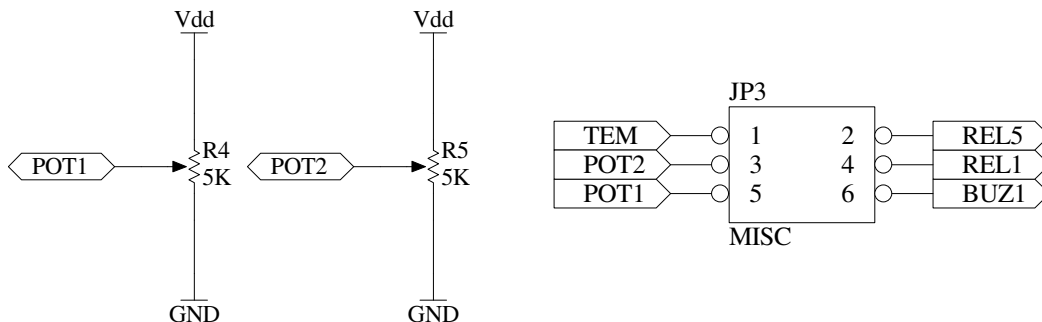 Vdd
Vdd
POT1
R4
5K
POT2
R5
5K
GND
GND
JP3
TEM 1 2 REL5
POT2 3 4 REL1
POT1 5 6 BUZ1
MISC